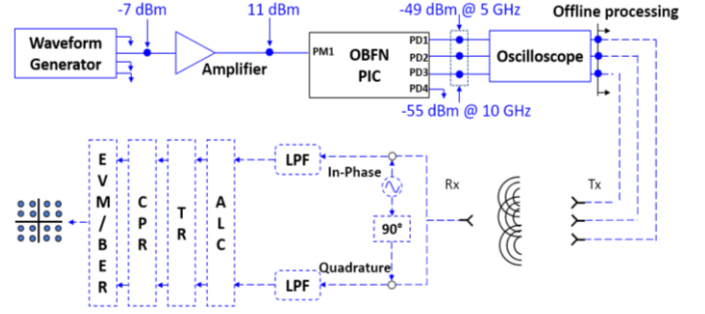 -7 dBm
11 dBm
-49 dBm @ 5 GHz
Offline processing
Waveform
Generator
Amplifier
PM1
OBFN
PIC
PD1
PD2
PD3
PD4
Oscilloscope
-55 dBm @ 10 GHz
EVM/BER
CPR
TR
ALC
LPF
In-Phase
90°
Quadrature
LPF
Rx
Tx